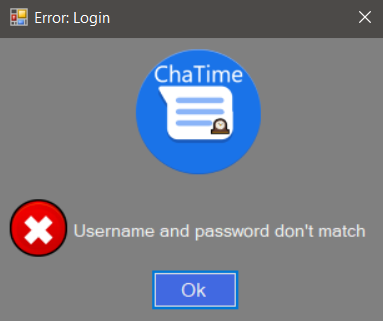 Error: Login
ChaTime
Username and password don't match
Ok